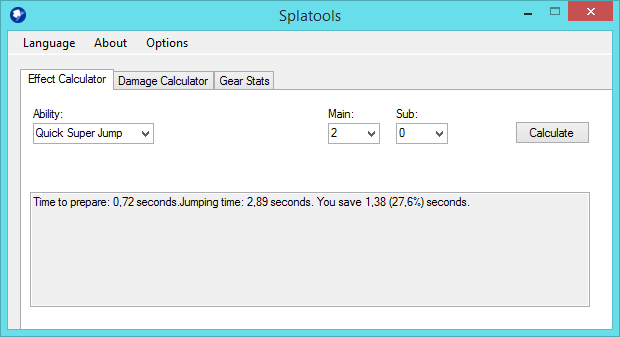 Splatools
Language About Options
Effect Calculator Damage Calculator Gear Stats
Ability: Main: Sub:
Quick Super Jump 2 0 Calculate
Time to prepare: 0,72 seconds.Jumping time: 2,89 seconds. You save 1,38 (27,6%) seconds.